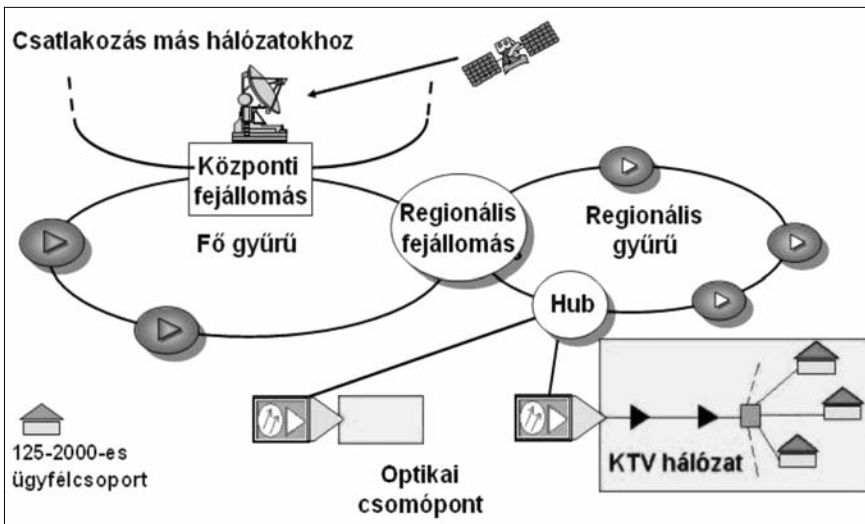 Csatlakozás más hálózatokhoz
Központi
fejállomás
Fő gyűrű
Regionális
fejállomás
Regionális
gyűrű
Hub
125-2000-es
ügyfélcsoport
Optikai
csomópont
KTV hálózat